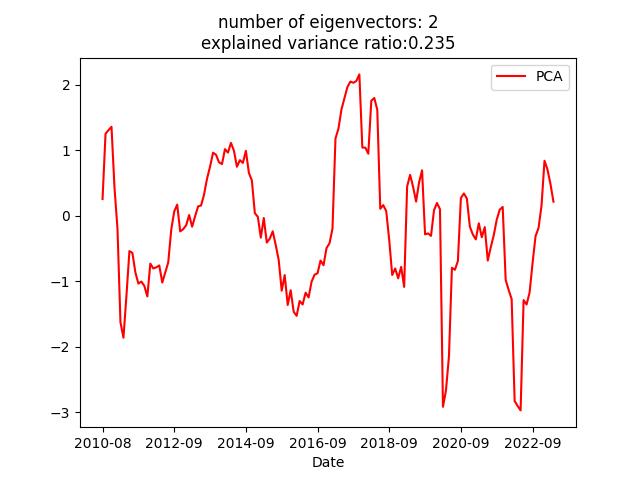 number of eigenvectors: 2
explained variance ratio:0.235
PCA
2
1
0
−1
−2
−3
2010-08 2012-09 2014-09 2016-09 2018-09 2020-09 2022-09
Date